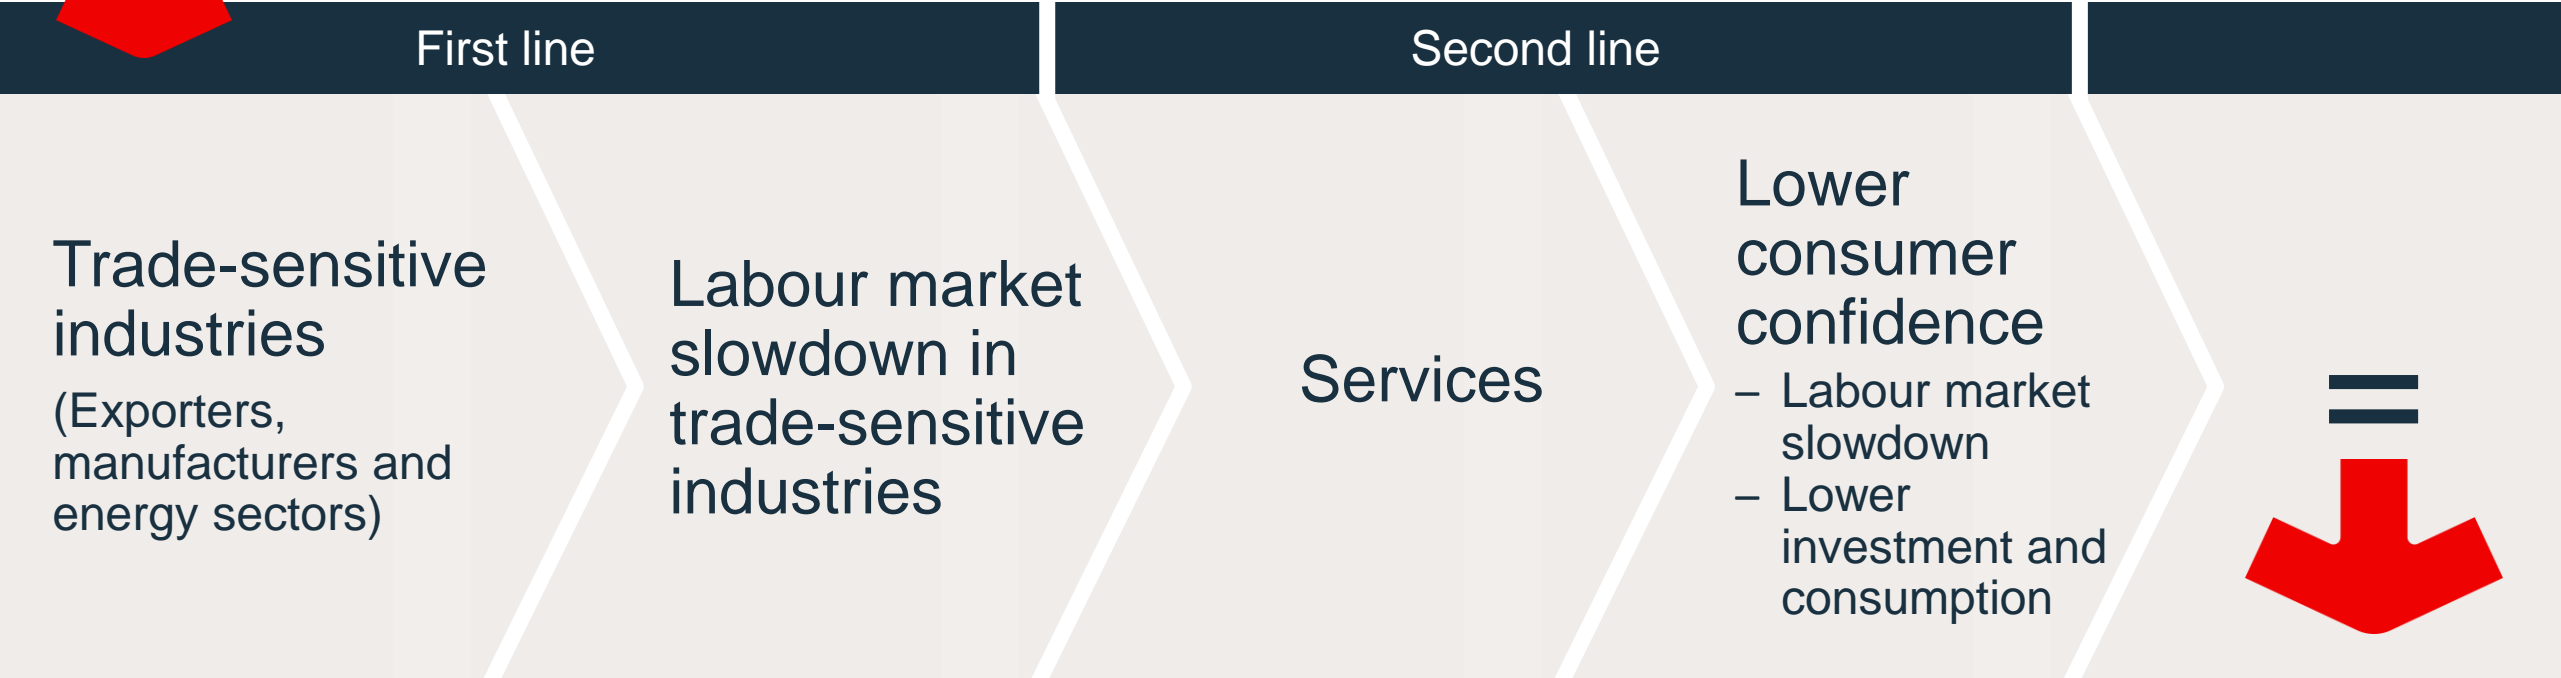 First line
Second line
Trade-sensitive
industries
(Exporters,
manufacturers and
energy sectors)
Labour market
slowdown in
trade-sensitive
industries
Services
Lower
consumer
confidence
– Labour market
slowdown
– Lower
investment and
consumption
=